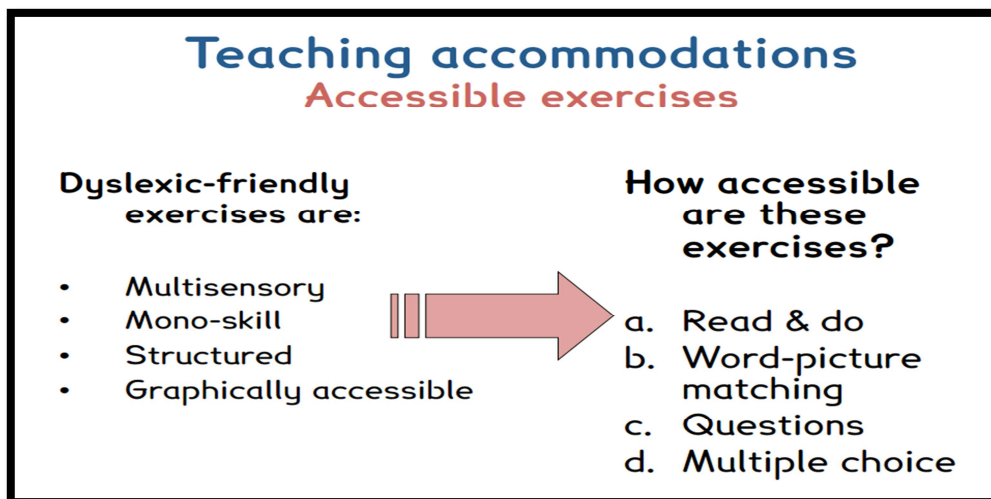 Teaching accommodations
Accessible exercises
Dyslexic-friendly
exercises are:
• Multisensory
• Mono-skill
• Structured
• Graphically accessible
How accessible
are these
exercises?
a. Read & do
b. Word-picture
matching
c. Questions
d. Multiple choice